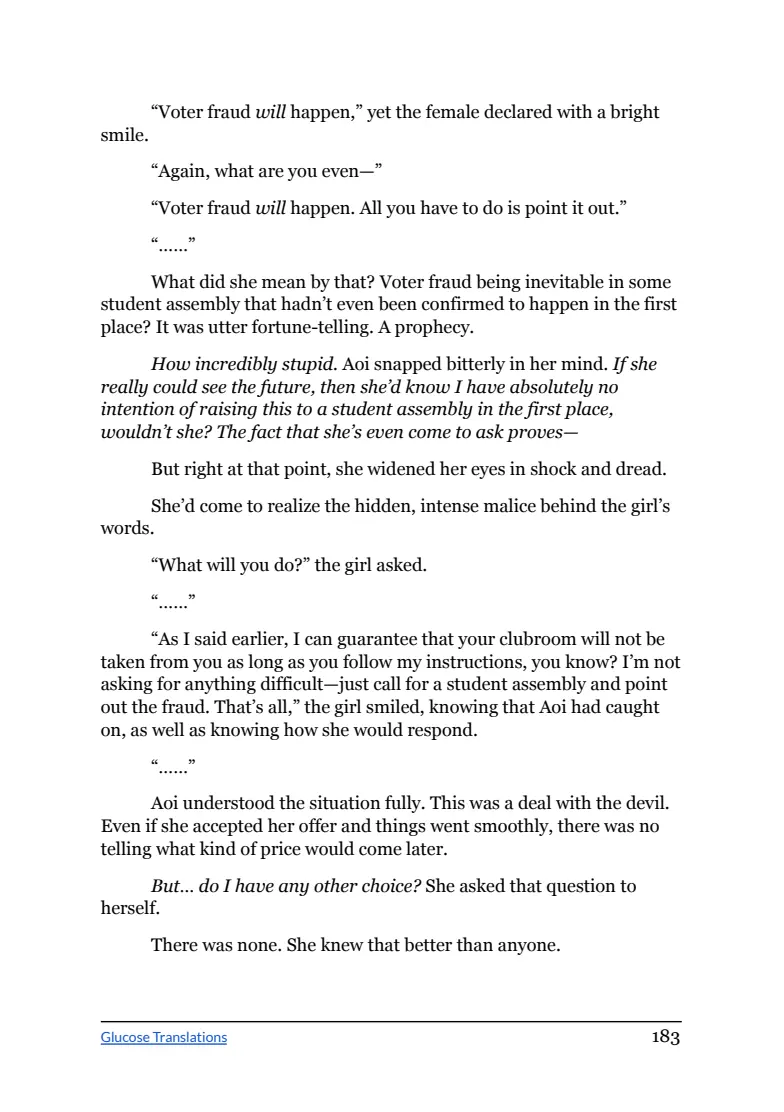 “Voter fraud will happen,” yet the female declared with a bright
smile.
“Again, what are you even—”
“Voter fraud will happen. All you have to do is point it out.”
“......”
What did she mean by that? Voter fraud being inevitable in some
student assembly that hadn’t even been confirmed to happen in the first
place? It was utter fortune-telling. A prophecy.
How incredibly stupid. Aoi snapped bitterly in her mind. If she
really could see the future, then she’d know I have absolutely no
intention of raising this to a student assembly in the first place,
wouldn’t she? The fact that she’s even come to ask proves—
But right at that point, she widened her eyes in shock and dread.
She’d come to realize the hidden, intense malice behind the girl’s
words.
“What will you do?” the girl asked.
“......”
“As I said earlier, I can guarantee that your clubroom will not be
taken from you as long as you follow my instructions, you know? I’m not
asking for anything difficult—just call for a student assembly and point
out the fraud. That’s all,” the girl smiled, knowing that Aoi had caught
on, as well as knowing how she would respond.
“......”
Aoi understood the situation fully. This was a deal with the devil.
Even if she accepted her offer and things went smoothly, there was no
telling what kind of price would come later.
But... do I have any other choice? She asked that question to
herself.
There was none. She knew that better than anyone.
Glucose Translations
183